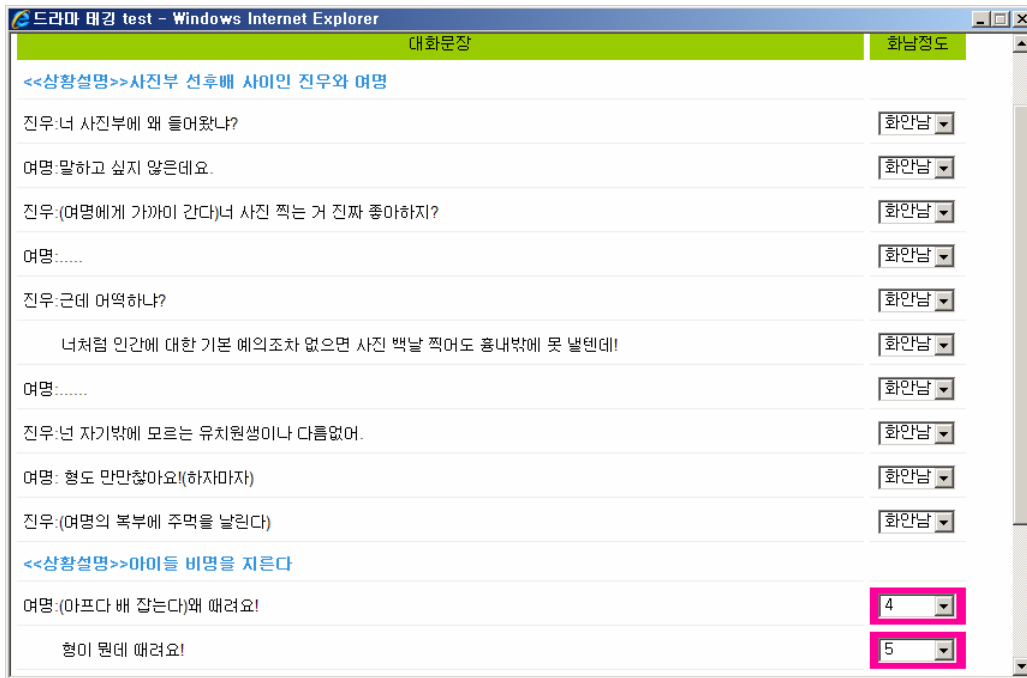 드라마 태깅 test - Windows Internet Explorer
대화문장 화남정도
<<상황설명>>사진부 선후배 사이인 진우와 여명
진우:너 사진부에 왜 들어왔냐? 화안남
여명:말하고 싶지 않은데요. 화안남
진우:(여명에게 가까이 간다)너 사진 찍는 거 진짜 좋아하지? 화안남
여명:..... 화안남
진우:근데 어떡하냐? 화안남
너처럼 인간에 대한 기본 예의조차 없으면 사진 백날 찍어도 흉내밖에 못 낼텐데! 화안남
여명:...... 화안남
진우:넌 자기밖에 모르는 유치원생이나 다름없어. 화안남
여명: 형도 만만찮아요!(하자마자) 화안남
진우:(여명의 복부에 주먹을 날린다) 화안남
<<상황설명>>아이들 비명을 지른다
여명:(아프다 배 잡는다)왜 때려요! 4
형이 뭔데 때려요! 5